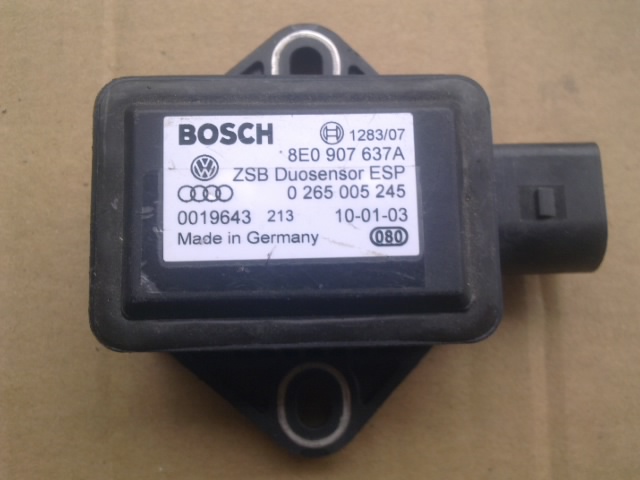 BOSCH 1283/07
8E0 907 637A
ZSB Duosensor ESP
0 265 005 245
0019643 213 10-01-03
Made in Germany 080